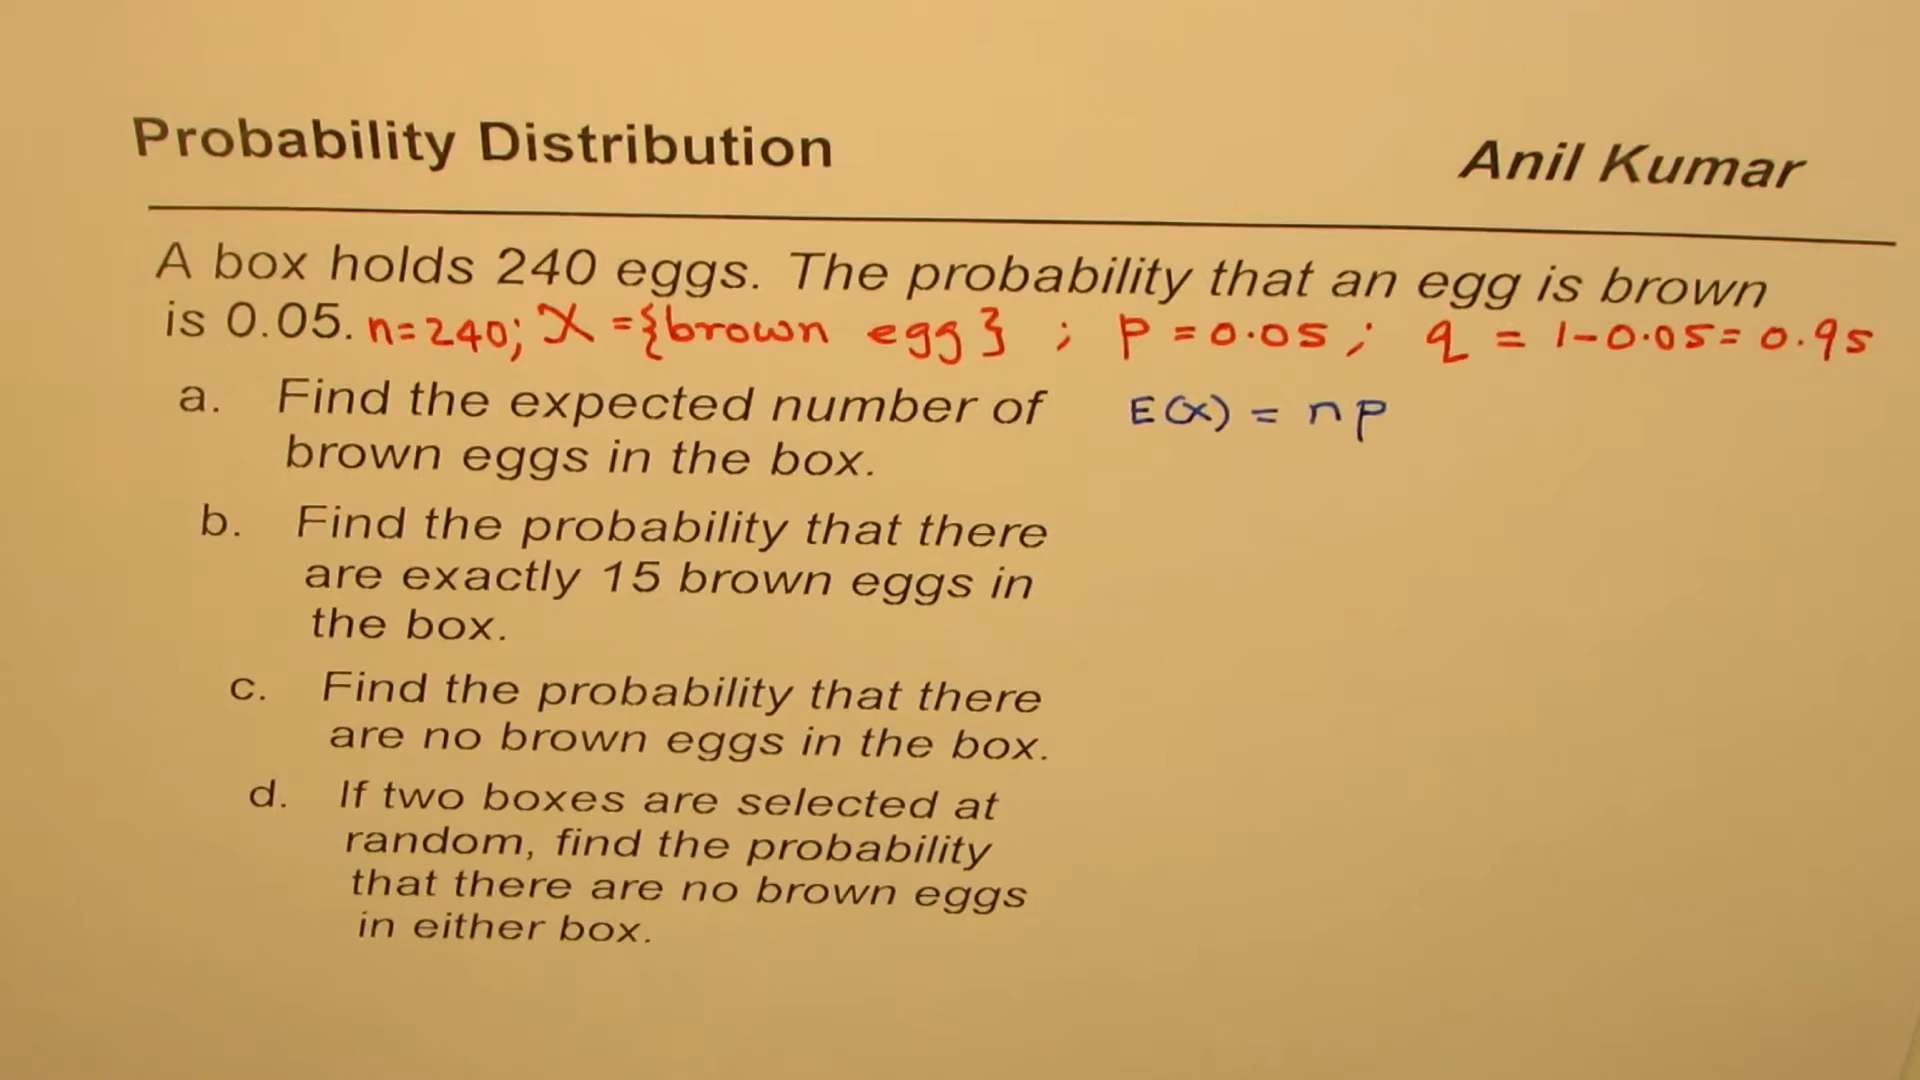 Probability Distribution
Anil Kumar
A box holds 240 eggs. The probability that an egg is brown
is 0.05. n=240; X ={brown egg} ; p = 0.05 ; q = 1-0.05= 0.95
a. Find the expected number of E(x) = np
brown eggs in the box.
b. Find the probability that there
are exactly 15 brown eggs in
the box.
c. Find the probability that there
are no brown eggs in the box.
d. If two boxes are selected at
random, find the probability
that there are no brown eggs
in either box.